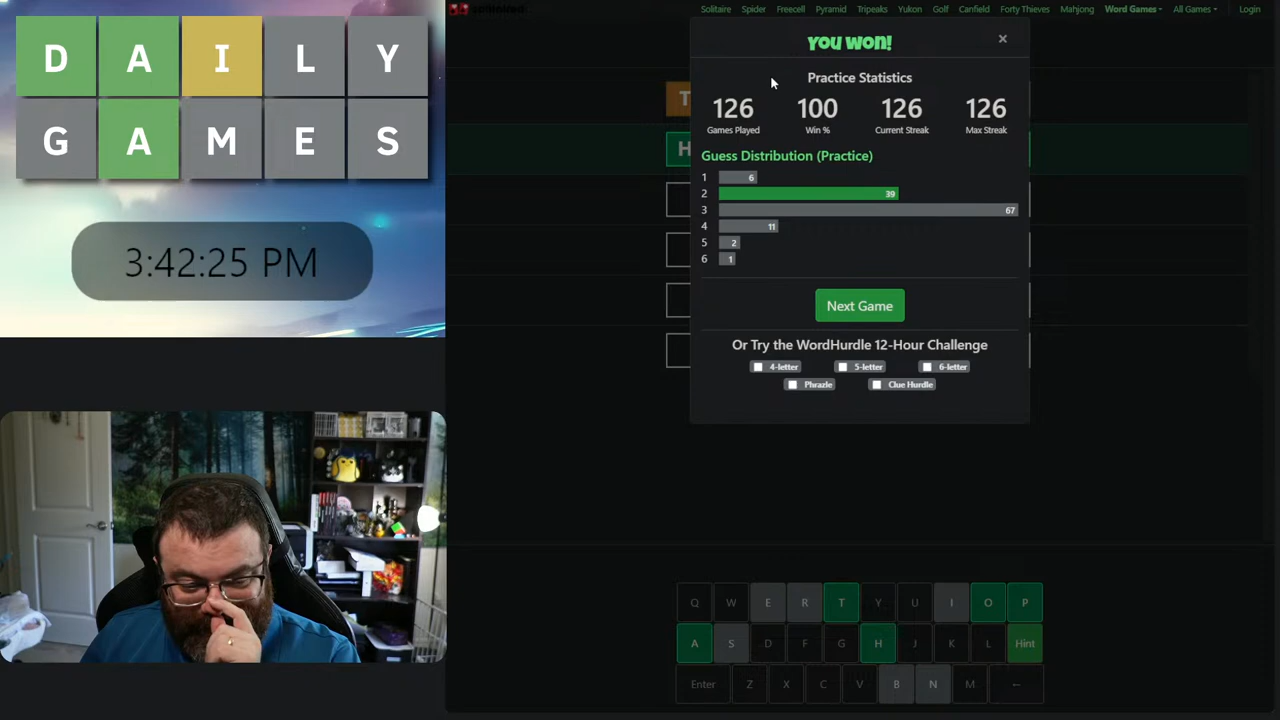 DAILY
GAMES
3:42:25 PM
Solitaire Spider Freecell Pyramid Tripeaks Yukon Golf Canfield Forty Thieves Mahjong Word Games All Games Login
You Won! ×
Practice Statistics
126 100 126 126
Games Played Win % Current Streak Max Streak
Guess Distribution (Practice)
1 6
2 39
3 67
4 11
5 2
6 1
Next Game
Or Try the WordHurdle 12-Hour Challenge
4-letter 5-letter 6-letter
Phrazle Clue Hurdle
T
H
Q W E R T Y U I O P
A S D F G H J K L Hint
Enter Z X C V B N M ←